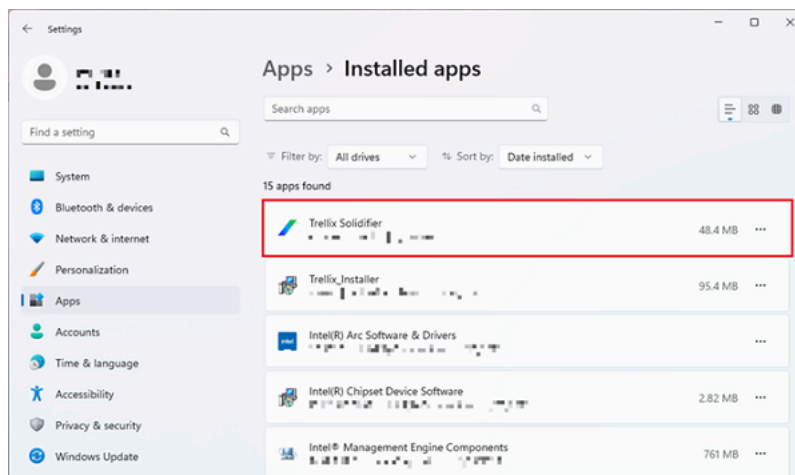 Settings
Apps > Installed apps
Search apps
Find a setting
Filter by: All drives Sort by: Date installed
15 apps found
System
Bluetooth & devices
Network & internet
Personalization
Apps
Accounts
Time & language
Accessibility
Privacy & security
Windows Update
Trellix Solidifier
48.4 MB
Trellix_Installer
95.4 MB
Intel(R) Arc Software & Drivers
Intel(R) Chipset Device Software
2.82 MB
Intel® Management Engine Components
761 MB